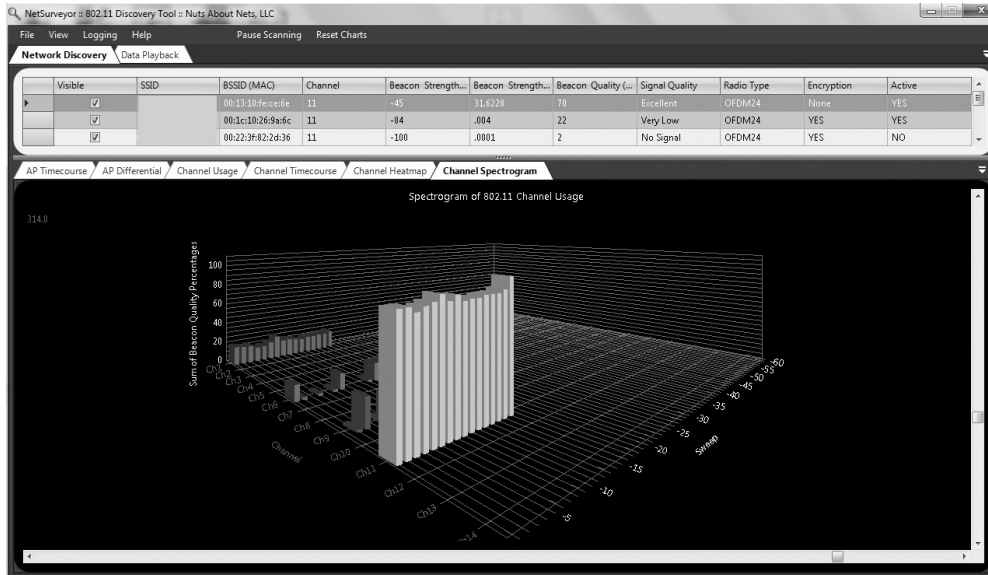 NetSurveyor :: 802.11 Discovery Tool :: Nuts About Nets, LLC
File View Logging Help Pause Scanning Reset Charts
Network Discovery Data Playback
Visible SSID BSSID (MAC) Channel Beacon Strength... Beacon Strength... Beacon Quality (... Signal Quality Radio Type Encryption Active
00:13:10:fe:ce:6e 11 -45 31.6228 70 Excellent OFDM24 None YES
00:1c:10:26:9a:6c 11 -84 .004 22 Very Low OFDM24 YES YES
00:22:3f:82:2d:36 11 -100 .0001 2 No Signal OFDM24 YES NO
AP Timecourse AP Differential Channel Usage Channel Timecourse Channel Heatmap Channel Spectrogram
Spectrogram of 802.11 Channel Usage
314.0
Sum of Beacon Quality Percentages
100
80
60
40
20
0
Ch1
Ch2
Ch3
Ch4
Ch5
Ch6
Ch7
Ch8
Ch9
Ch10
Ch11
Ch12
Ch13
Ch14
Channel
-60
-55
-50
-45
-40
-35
-30
-25
-20
-15
-10
-5
Sweep